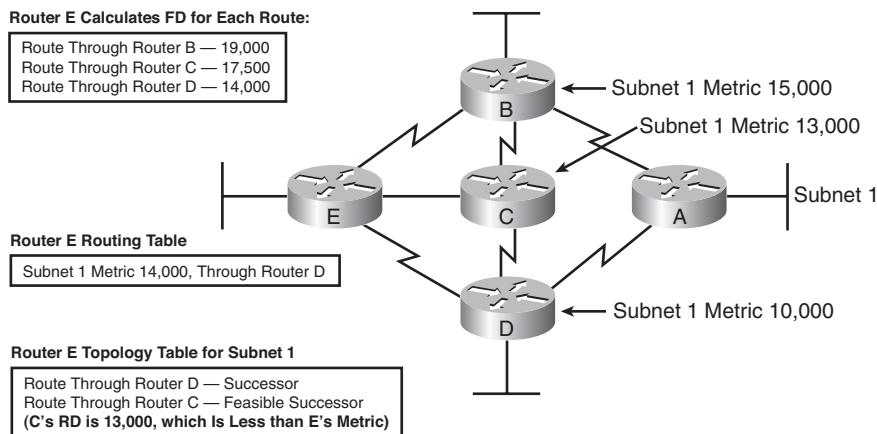 Router E Calculates FD for Each Route:
Route Through Router B — 19,000
Route Through Router C — 17,500
Route Through Router D — 14,000
B
Subnet 1 Metric 15,000
Subnet 1 Metric 13,000
E
C
A
Subnet 1
Router E Routing Table
Subnet 1 Metric 14,000, Through Router D
D
Subnet 1 Metric 10,000
Router E Topology Table for Subnet 1
Route Through Router D — Successor
Route Through Router C — Feasible Successor
(C's RD is 13,000, which Is Less than E's Metric)